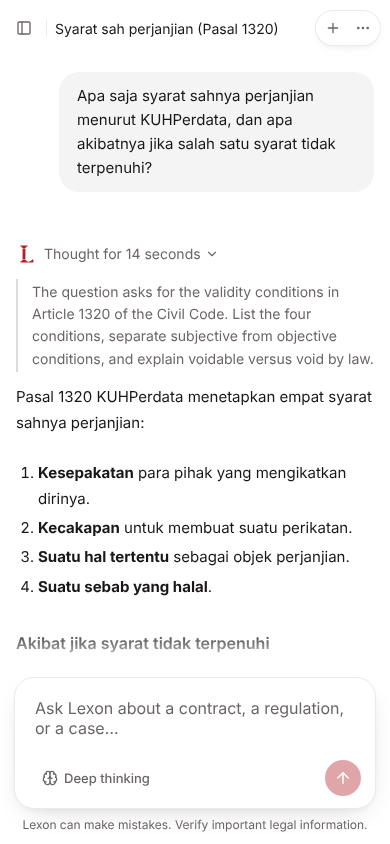 Syarat sah perjanjian (Pasal 1320)
Apa saja syarat sahnya perjanjian
menurut KUHPerdata, dan apa
akibatnya jika salah satu syarat tidak
terpenuhi?
L Thought for 14 seconds
The question asks for the validity conditions in
Article 1320 of the Civil Code. List the four
conditions, separate subjective from objective
conditions, and explain voidable versus void by law.
Pasal 1320 KUHPerdata menetapkan empat syarat
sahnya perjanjian:
1. Kesepakatan para pihak yang mengikatkan
dirinya.
2. Kecakapan untuk membuat suatu perikatan.
3. Suatu hal tertentu sebagai objek perjanjian.
4. Suatu sebab yang halal.
Akibat jika syarat tidak terpenuhi
Ask Lexon about a contract, a regulation,
or a case...
Deep thinking
Lexon can make mistakes. Verify important legal information.